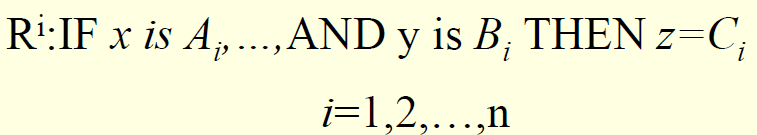 Rⁱ:IF x is Aᵢ,...,AND y is Bᵢ THEN z=Cᵢ
i=1,2,...,n